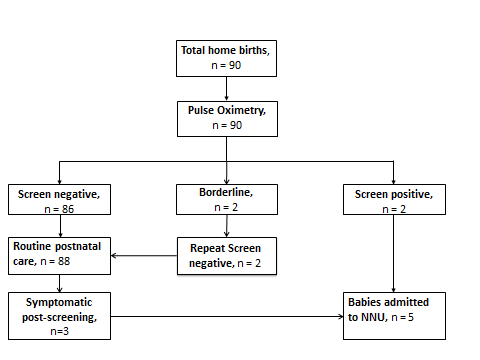 Total home births,
n = 90
Pulse Oximetry,
n = 90
Screen negative,
n = 86
Borderline,
n = 2
Screen positive,
n = 2
Routine postnatal
care, n = 88
Repeat Screen
negative, n = 2
Symptomatic
post-screening,
n=3
Babies admitted
to NNU, n = 5